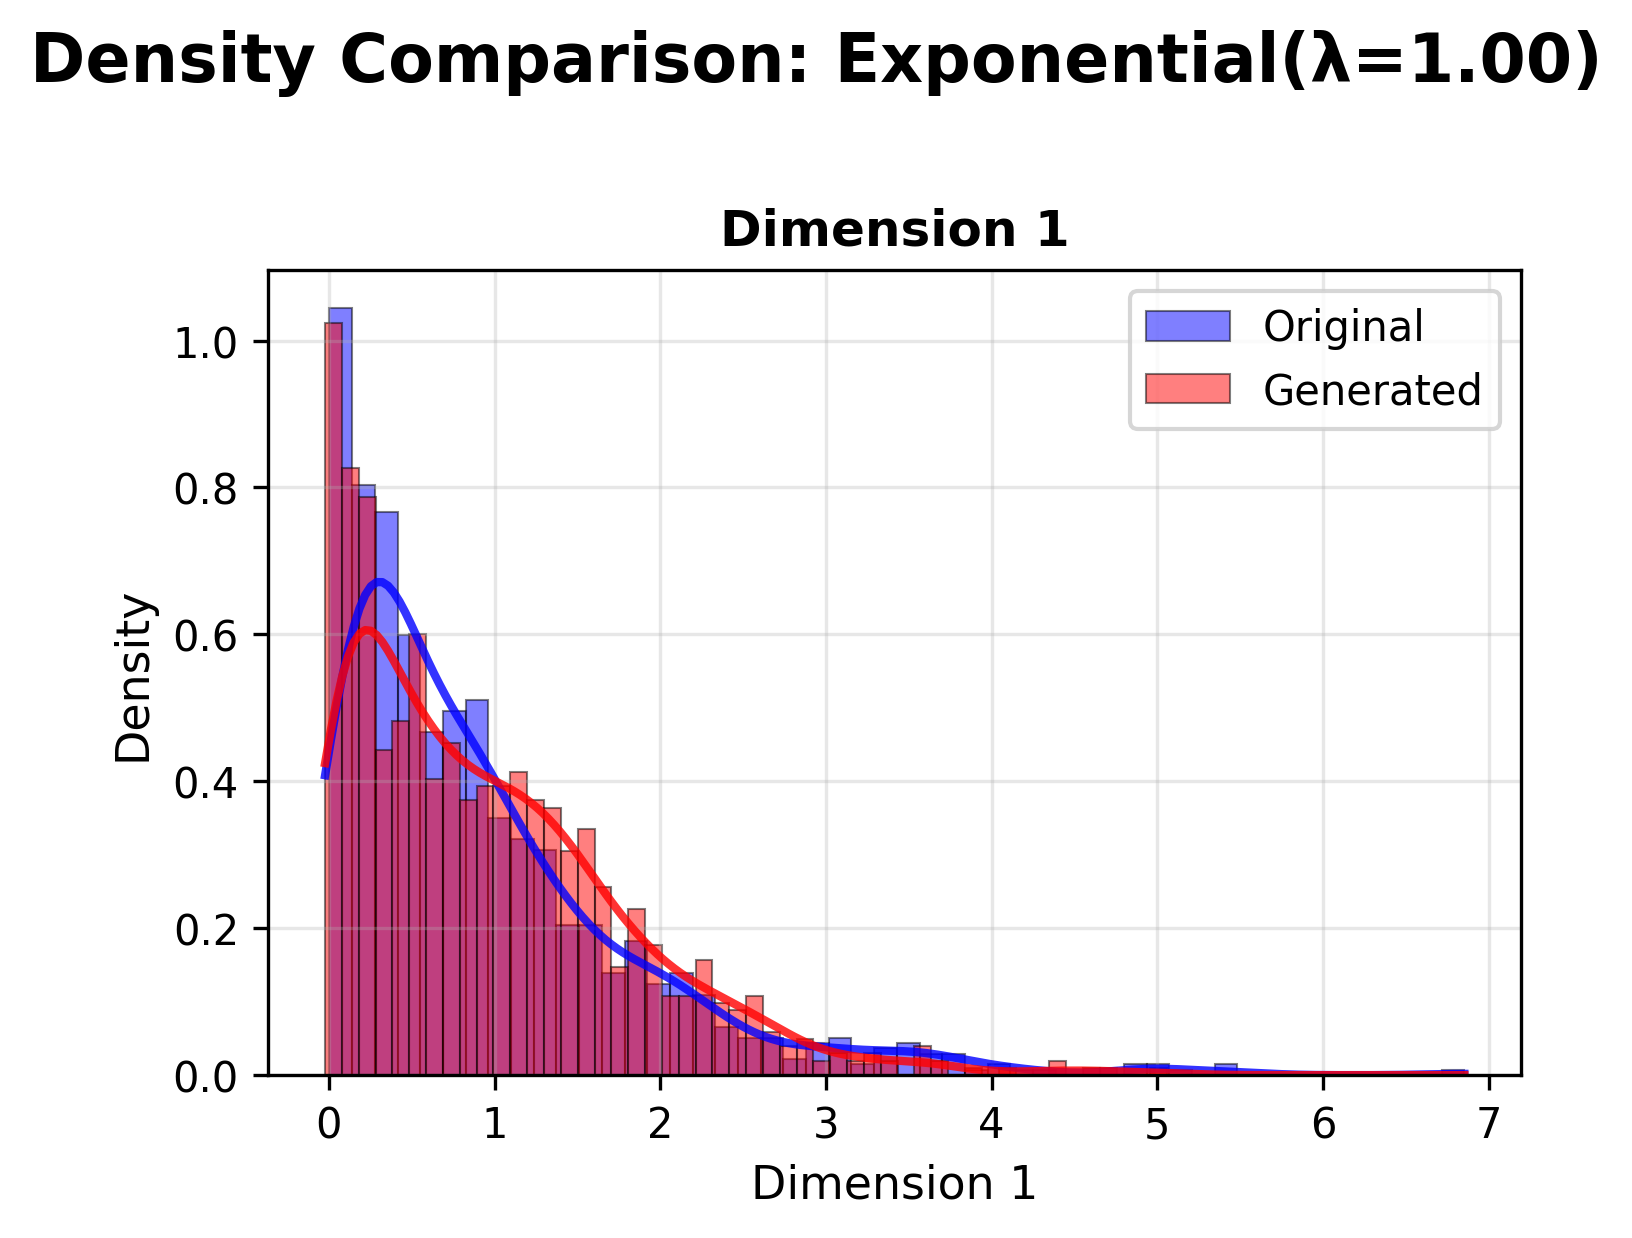 Density Comparison: Exponential(λ=1.00)
Dimension 1
Original
Generated
Density
1.0
0.8
0.6
0.4
0.2
0.0
0 1 2 3 4 5 6 7
Dimension 1